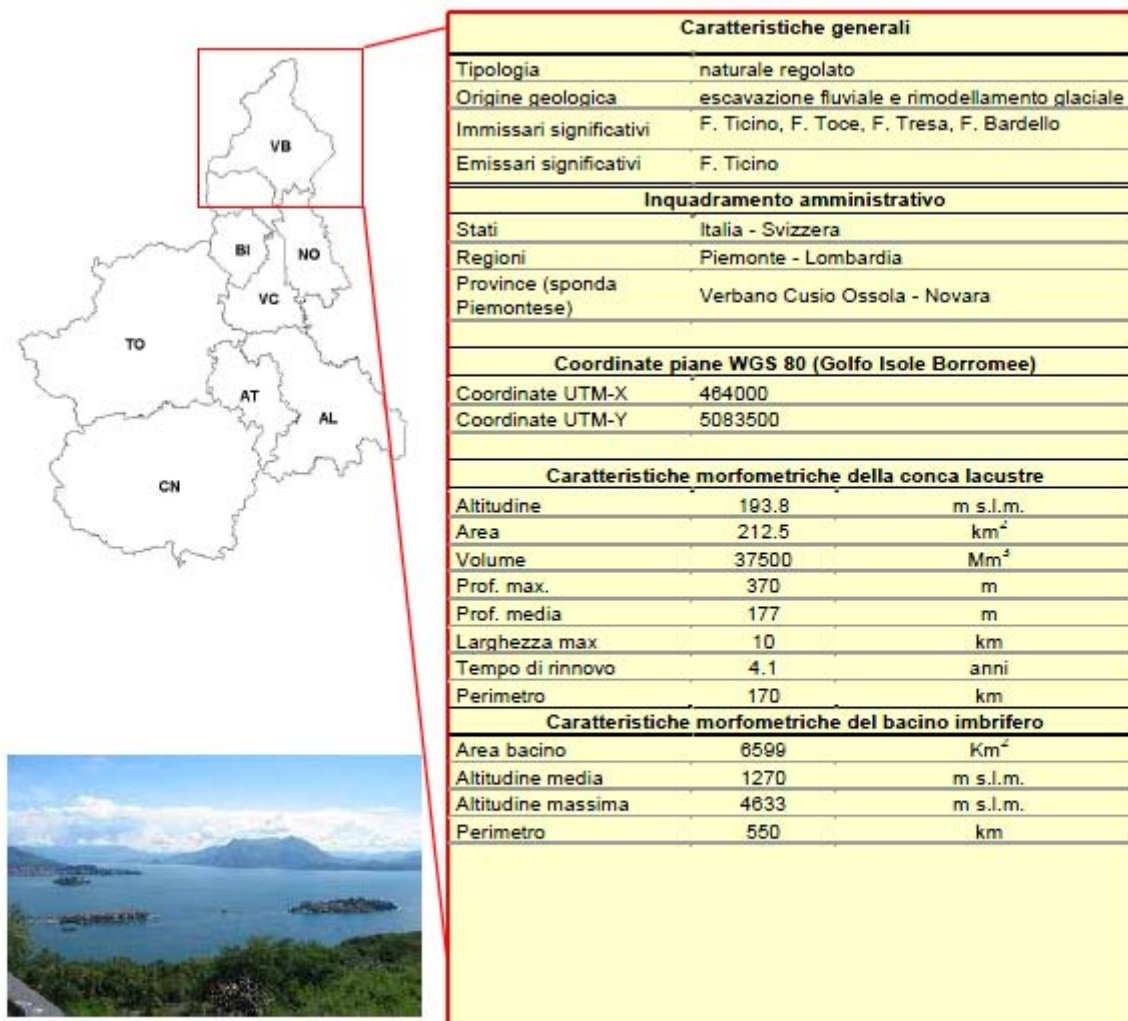 VB
BI
NO
VC
TO
AT
AL
CN
Caratteristiche generali
Tipologia naturale regolato
Origine geologica escavazione fluviale e rimodellamento glaciale
Immissari significativi F. Ticino, F. Toce, F. Tresa, F. Bardello
Emissari significativi F. Ticino
Inquadramento amministrativo
Stati Italia - Svizzera
Regioni Piemonte - Lombardia
Province (sponda
Piemontese) Verbano Cusio Ossola - Novara
Coordinate piane WGS 80 (Golfo Isole Borromee)
Coordinate UTM-X 464000
Coordinate UTM-Y 5083500
Caratteristiche morfometriche della conca lacustre
Altitudine 193.8 m s.l.m.
Area 212.5 km²
Volume 37500 Mm³
Prof. max. 370 m
Prof. media 177 m
Larghezza max 10 km
Tempo di rinnovo 4.1 anni
Perimetro 170 km
Caratteristiche morfometriche del bacino imbrifero
Area bacino 6599 Km²
Altitudine media 1270 m s.l.m.
Altitudine massima 4633 m s.l.m.
Perimetro 550 km